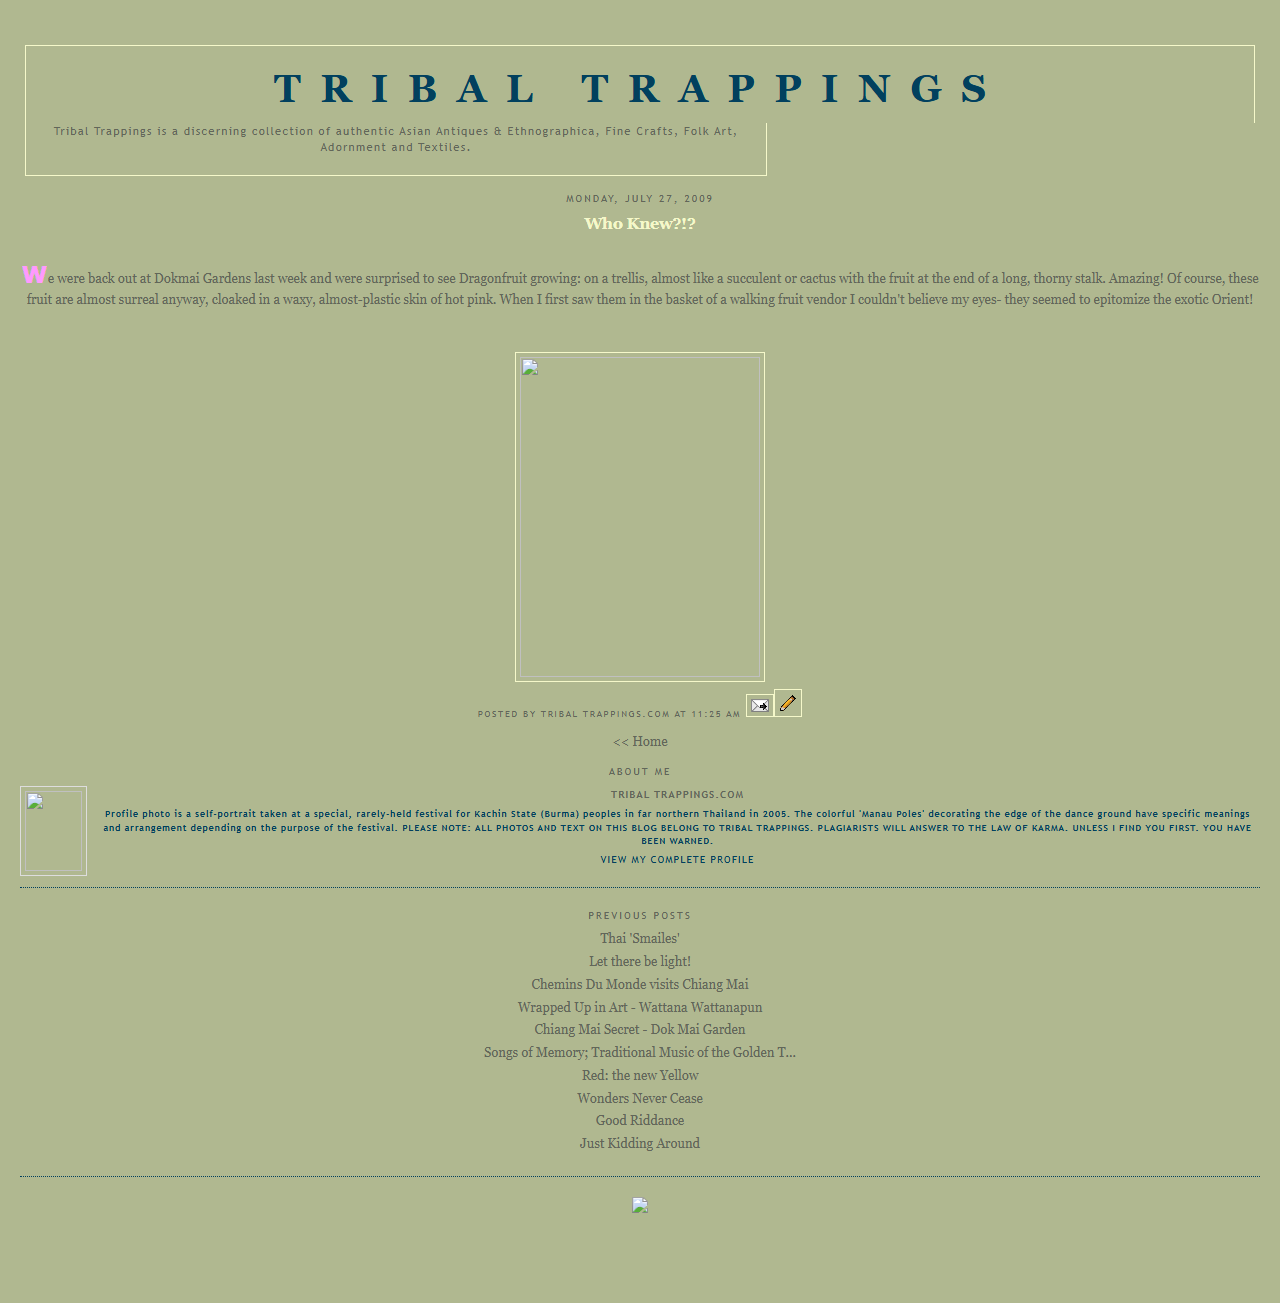 TRIBAL TRAPPINGS
Tribal Trappings is a discerning collection of authentic Asian Antiques & Ethnographica, Fine Crafts, Folk Art,
Adornment and Textiles.
MONDAY, JULY 27, 2009
Who Knew?!?
We were back out at Dokmai Gardens last week and were surprised to see Dragonfruit growing: on a trellis, almost like a succulent or cactus with the fruit at the end of a long, thorny stalk. Amazing! Of course, these
fruit are almost surreal anyway, cloaked in a waxy, almost-plastic skin of hot pink. When I first saw them in the basket of a walking fruit vendor I couldn't believe my eyes- they seemed to epitomize the exotic Orient!
POSTED BY TRIBAL TRAPPINGS.COM AT 11:25 AM
<< Home
ABOUT ME
TRIBAL TRAPPINGS.COM
Profile photo is a self-portrait taken at a special, rarely-held festival for Kachin State (Burma) peoples in far northern Thailand in 2005. The colorful 'Manau Poles' decorating the edge of the dance ground have specific meanings
and arrangement depending on the purpose of the festival. PLEASE NOTE: ALL PHOTOS AND TEXT ON THIS BLOG BELONG TO TRIBAL TRAPPINGS. PLAGIARISTS WILL ANSWER TO THE LAW OF KARMA. UNLESS I FIND YOU FIRST. YOU HAVE
BEEN WARNED.
VIEW MY COMPLETE PROFILE
PREVIOUS POSTS
Thai 'Smailes'
Let there be light!
Chemins Du Monde visits Chiang Mai
Wrapped Up in Art - Wattana Wattanapun
Chiang Mai Secret - Dok Mai Garden
Songs of Memory; Traditional Music of the Golden T...
Red: the new Yellow
Wonders Never Cease
Good Riddance
Just Kidding Around